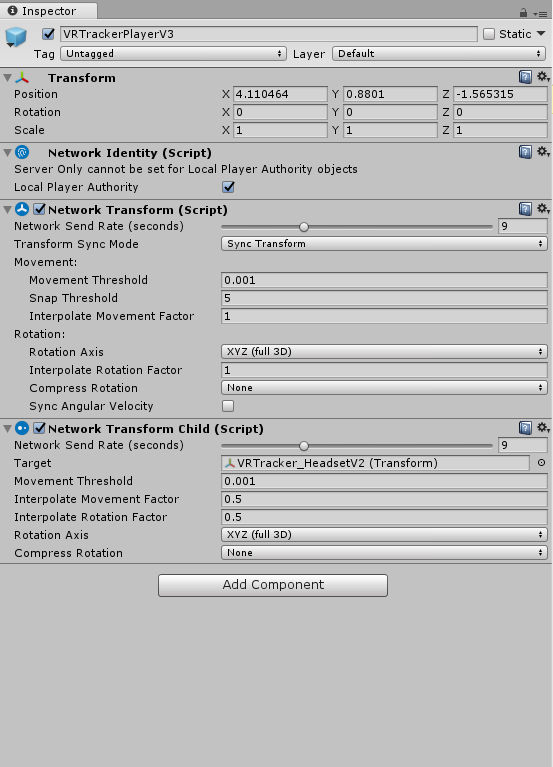 Inspector
VRTrackerPlayerV3 Static
Tag Untagged Layer Default
Transform
Position X 4.110464 Y 0.8801 Z -1.565315
Rotation X 0 Y 0 Z 0
Scale X 1 Y 1 Z 1
Network Identity (Script)
Server Only cannot be set for Local Player Authority objects
Local Player Authority
Network Transform (Script)
Network Send Rate (seconds) 9
Transform Sync Mode Sync Transform
Movement:
Movement Threshold 0.001
Snap Threshold 5
Interpolate Movement Factor 1
Rotation:
Rotation Axis XYZ (full 3D)
Interpolate Rotation Factor 1
Compress Rotation None
Sync Angular Velocity
Network Transform Child (Script)
Network Send Rate (seconds) 9
Target VRTracker_HeadsetV2 (Transform)
Movement Threshold 0.001
Interpolate Movement Factor 0.5
Interpolate Rotation Factor 0.5
Rotation Axis XYZ (full 3D)
Compress Rotation None
Add Component